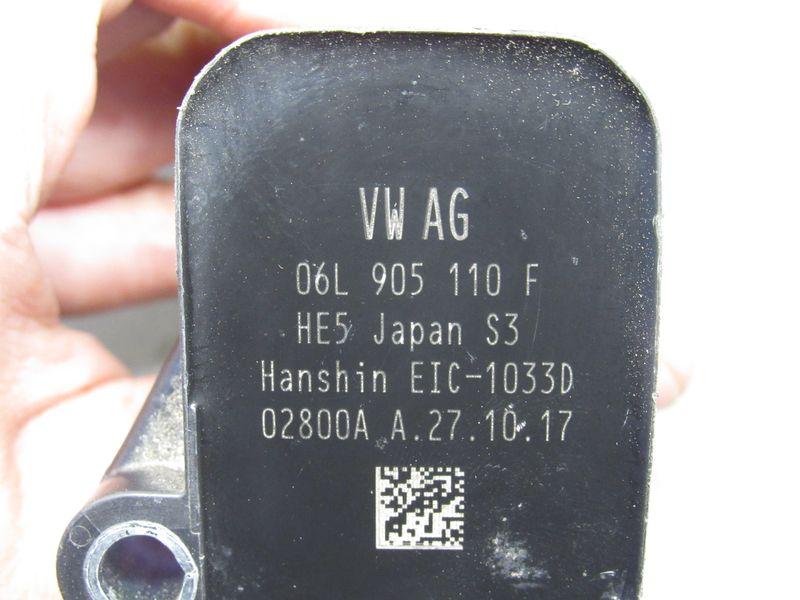 VW AG
06L 905 110 F
HE5 Japan S3
Hanshin EIC-1033D
02800A A.27.10.17